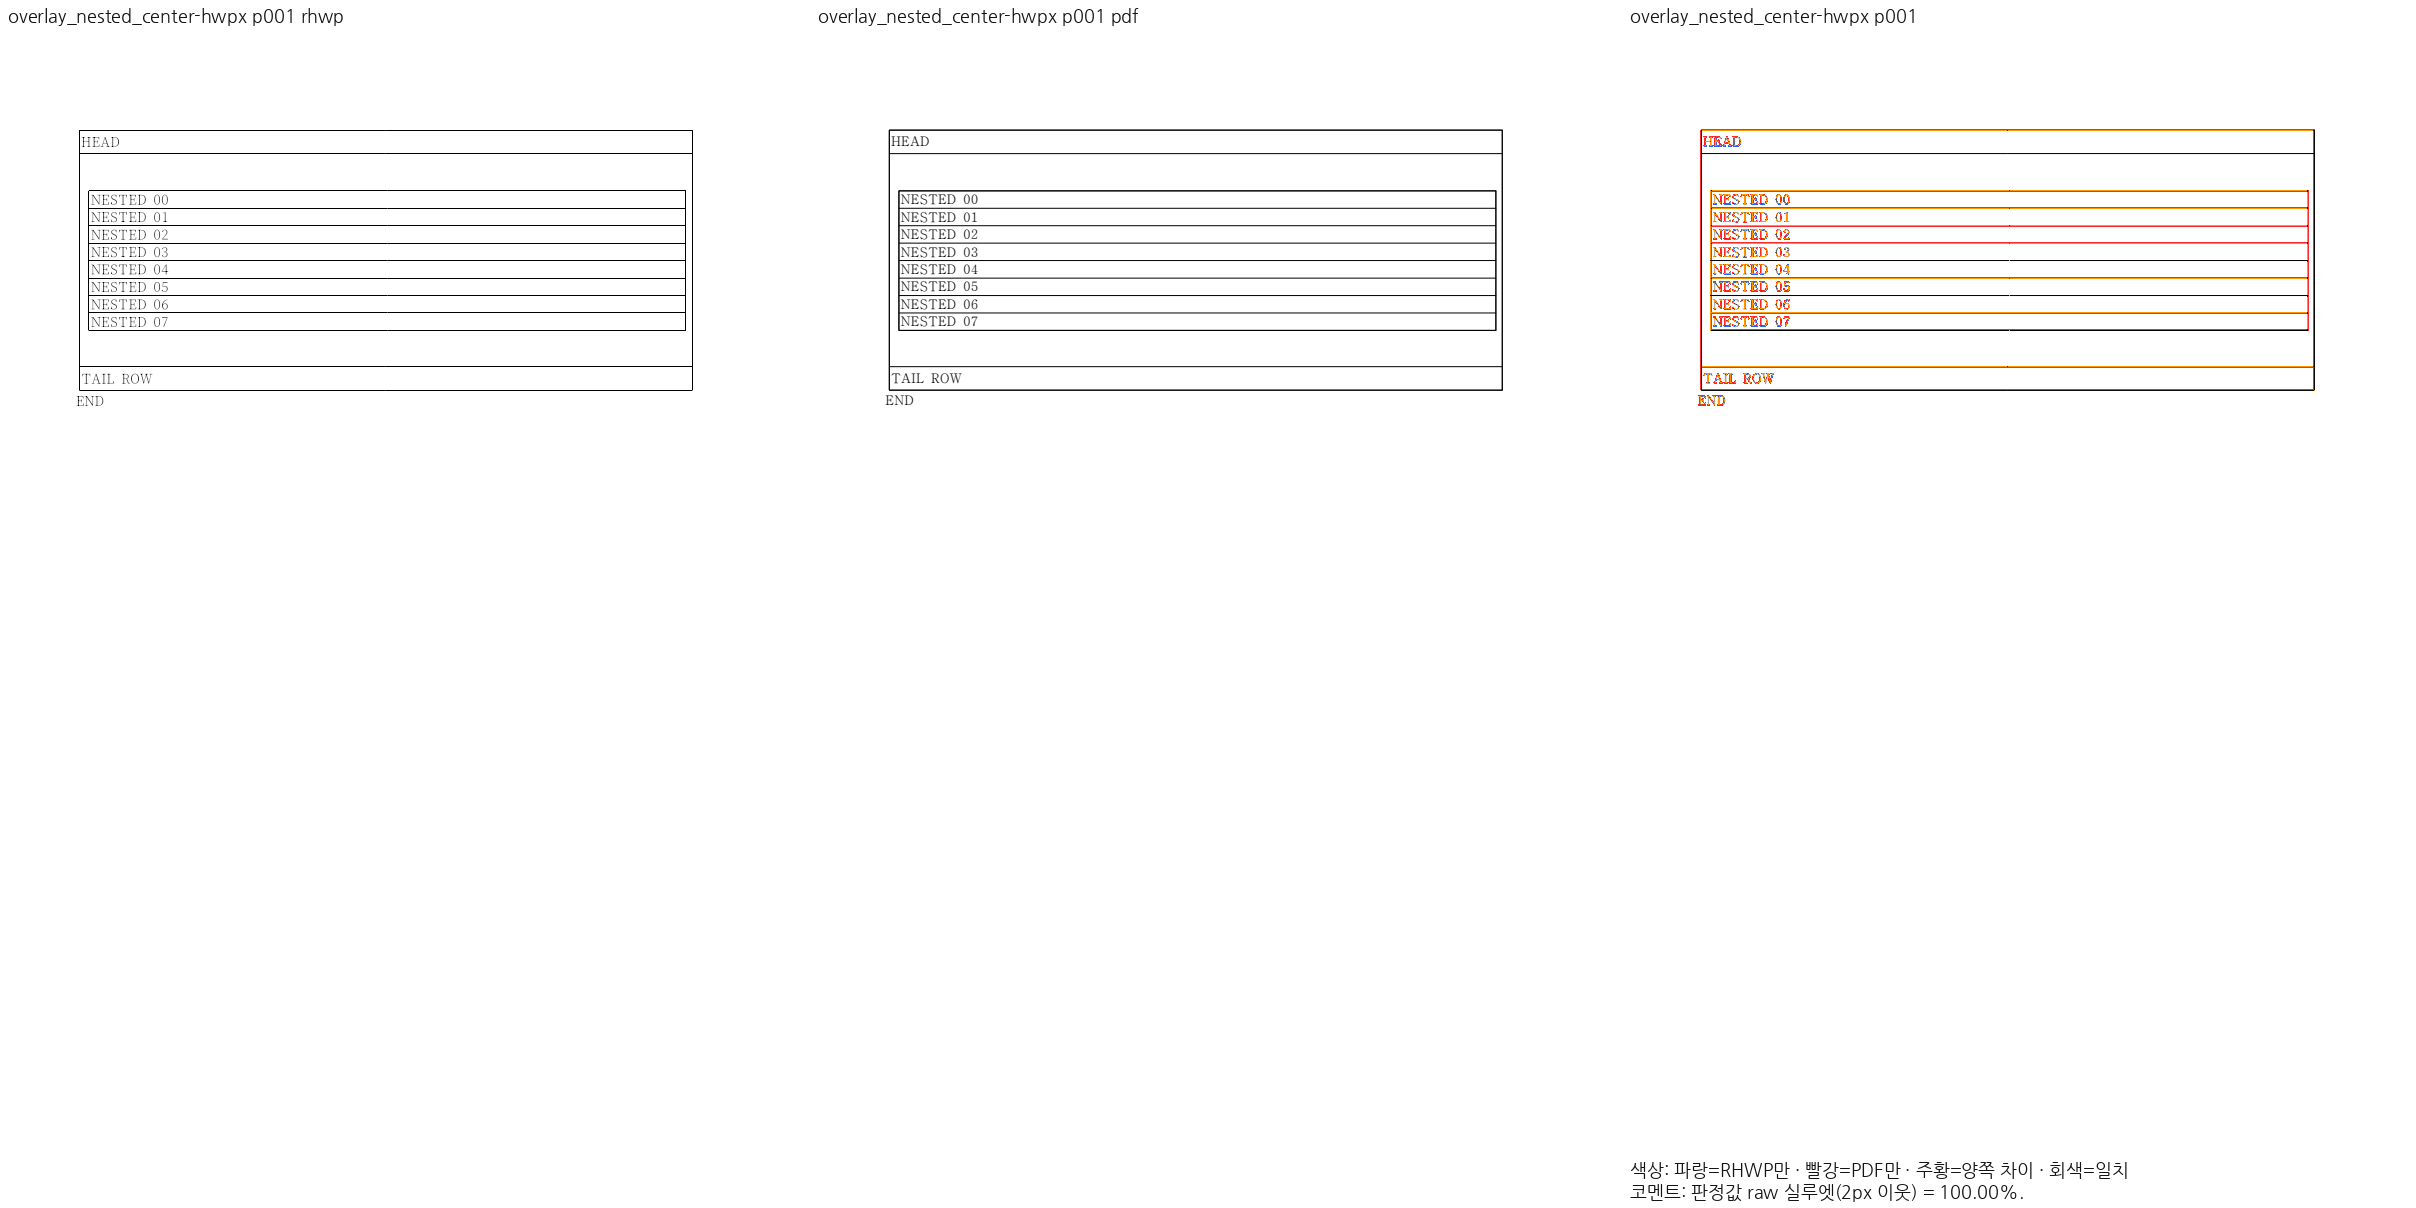 overlay_nested_center-hwpx p001 rhwp
HEAD
NESTED 00
NESTED 01
NESTED 02
NESTED 03
NESTED 04
NESTED 05
NESTED 06
NESTED 07
TAIL ROW
END
overlay_nested_center-hwpx p001 pdf
HEAD
NESTED 00
NESTED 01
NESTED 02
NESTED 03
NESTED 04
NESTED 05
NESTED 06
NESTED 07
TAIL ROW
END
overlay_nested_center-hwpx p001
HEAD
NESTED 00
NESTED 01
NESTED 02
NESTED 03
NESTED 04
NESTED 05
NESTED 06
NESTED 07
TAIL ROW
END
색상: 파랑=RHWP만 · 빨강=PDF만 · 주황=양쪽 차이 · 회색=일치
코멘트: 판정값 raw 실루엣(2px 이웃) = 100.00%.